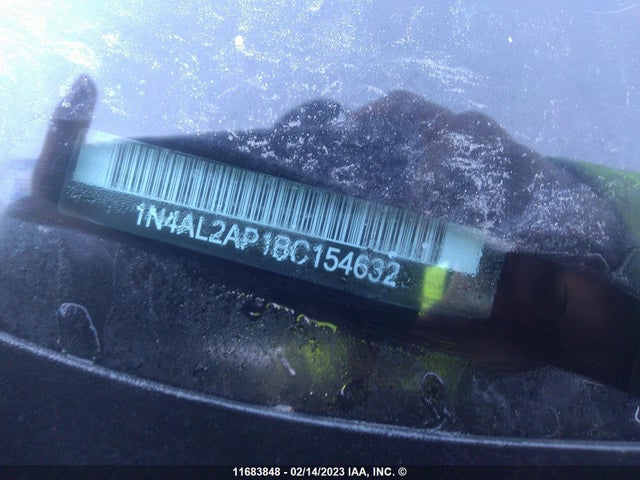 1N4AL2AP1BC154632
11683848 - 02/14/2023 IAA, INC. ©